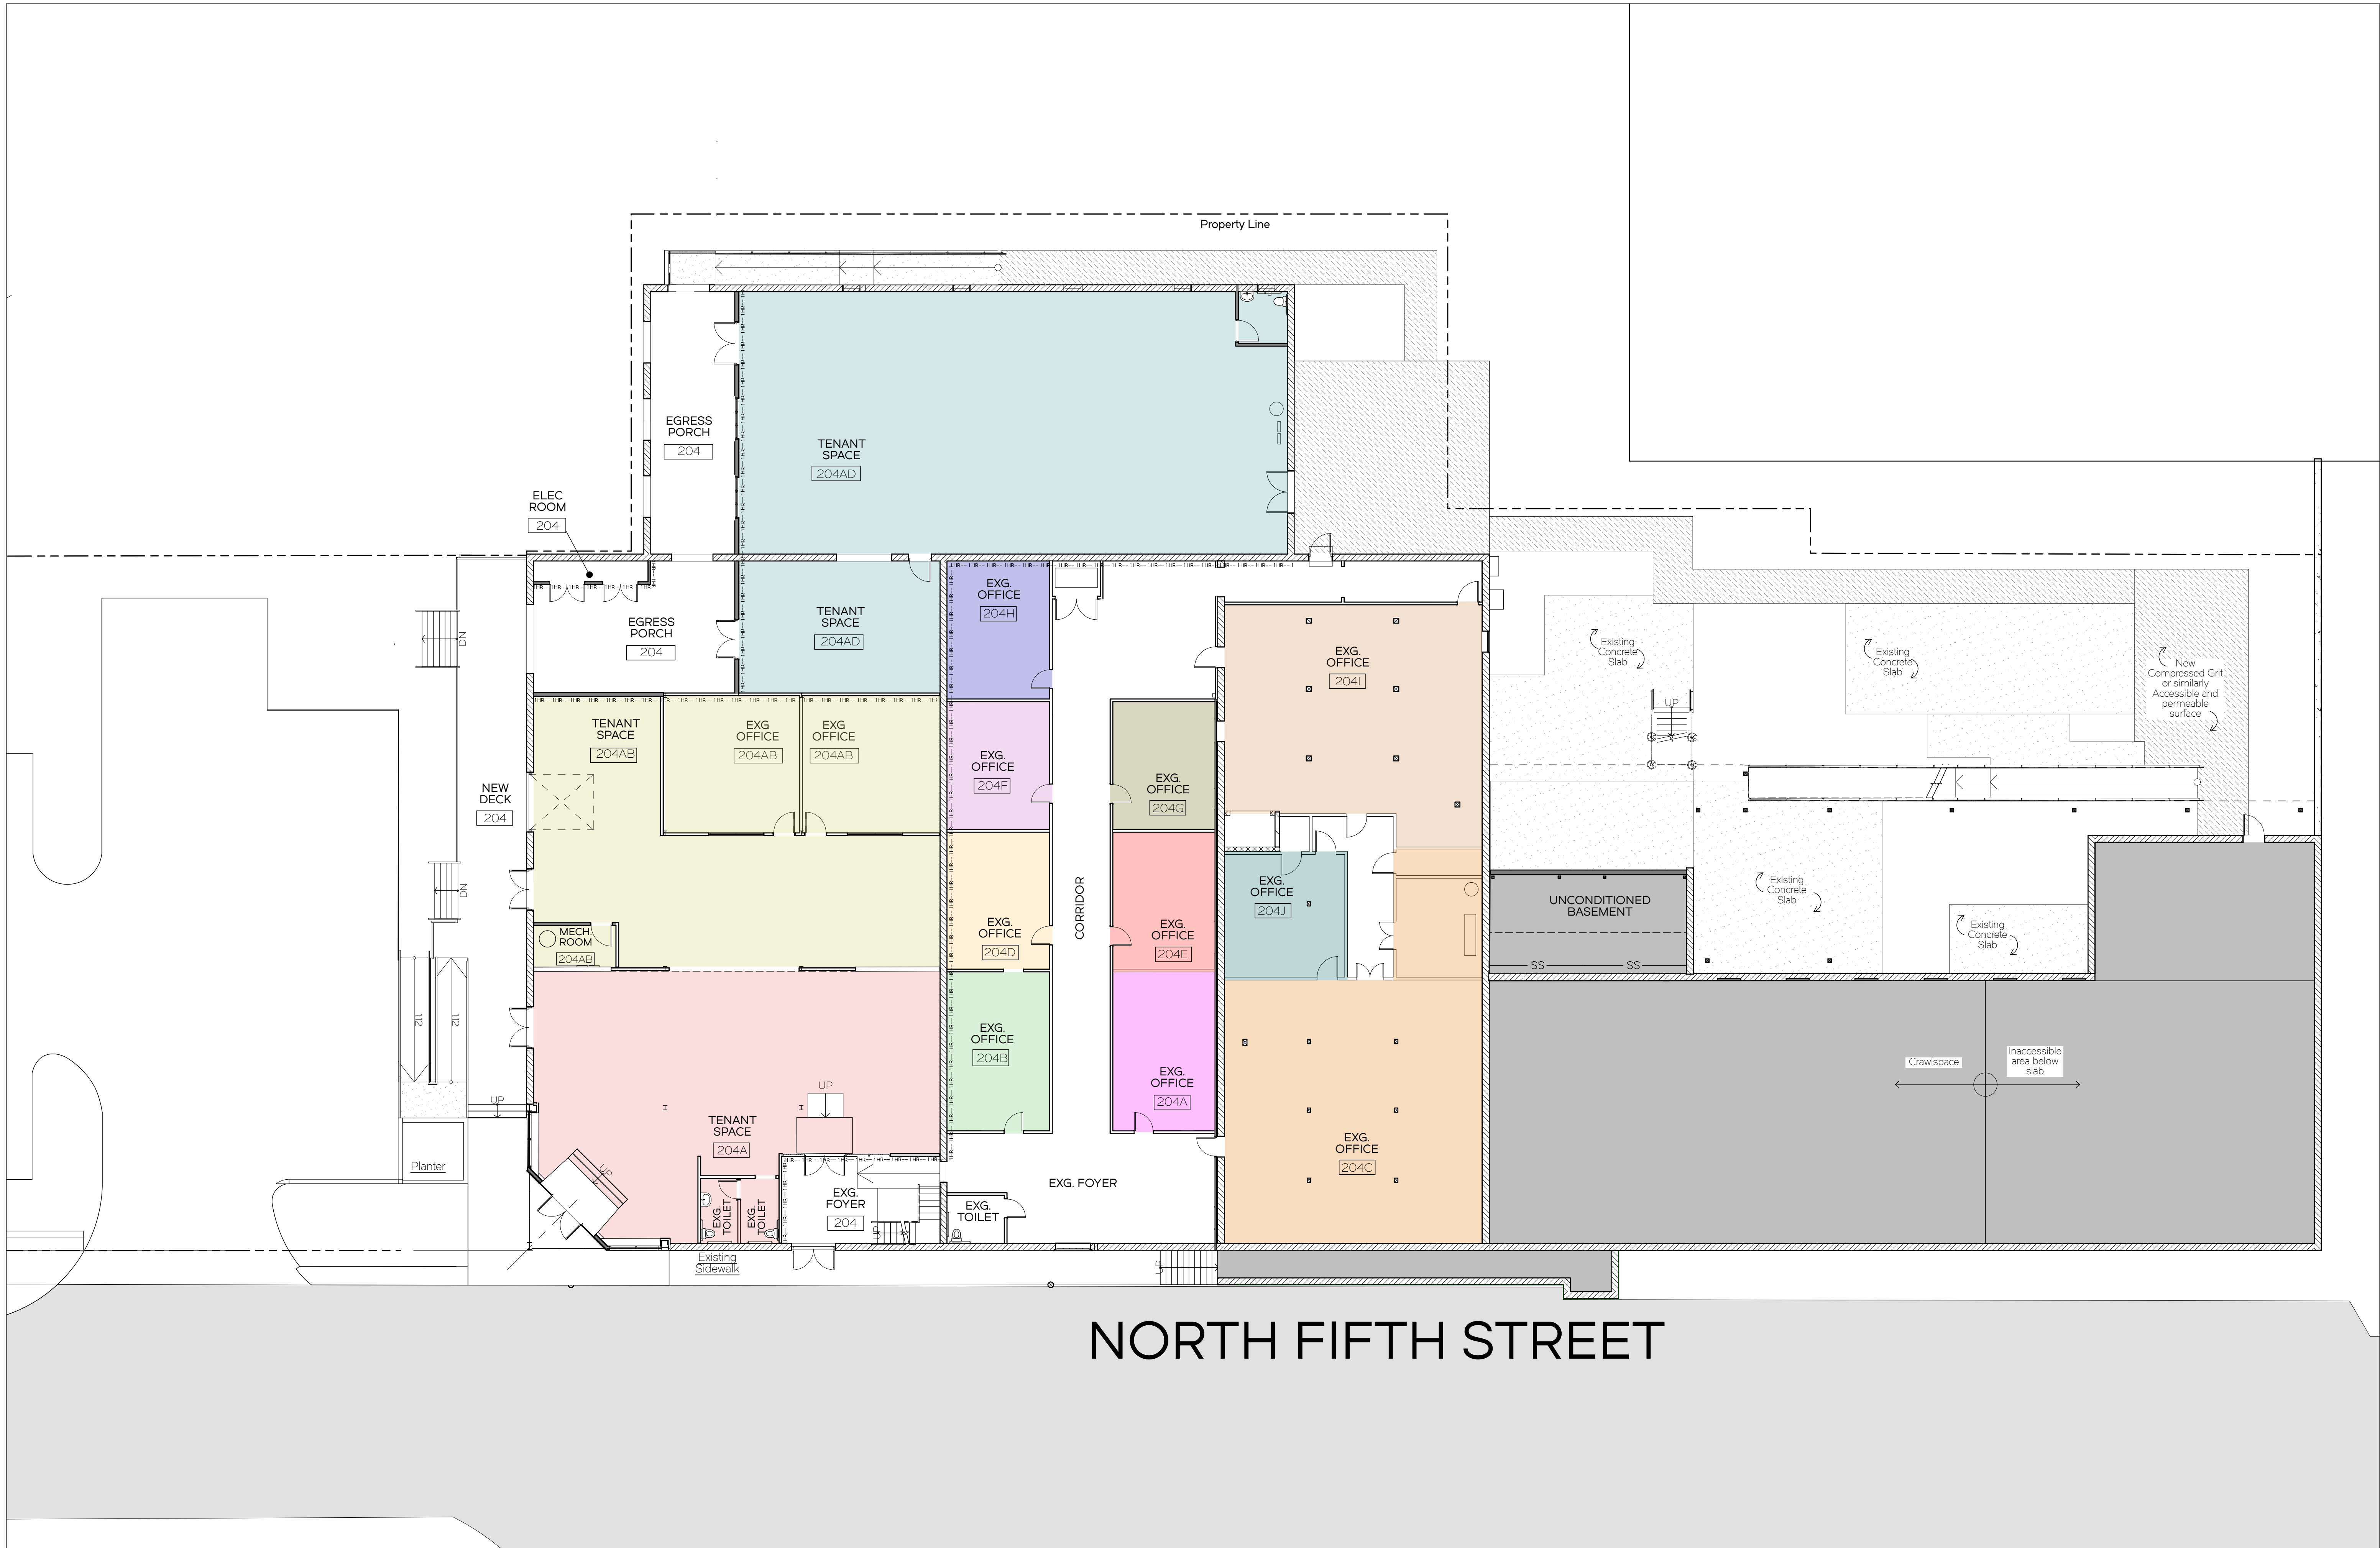 Property Line
EGRESS
PORCH
204
TENANT
SPACE
204AD
ELEC
ROOM
204
EGRESS
PORCH
204
TENANT
SPACE
204AD
EXG.
OFFICE
204H
EXG.
OFFICE
204I
Existing
Concrete
Slab
Existing
Concrete
Slab
New
Compressed Grit
or similarly
Accessible and
permeable
surface
UP
DN
TENANT
SPACE
204AB
EXG
OFFICE
204AB
EXG
OFFICE
204AB
EXG.
OFFICE
204F
EXG.
OFFICE
204G
NEW
DECK
204
DN
MECH.
ROOM
204AB
EXG.
OFFICE
204D
CORRIDOR
EXG.
OFFICE
204E
EXG.
OFFICE
204J
UNCONDITIONED
BASEMENT
SS
SS
Existing
Concrete
Slab
Existing
Concrete
Slab
1:12
1:12
EXG.
OFFICE
204B
EXG.
OFFICE
204A
Crawlspace
Inaccessible
area below
slab
UP
UP
TENANT
SPACE
204A
EXG.
OFFICE
204C
Planter
UP
EXG.
TOILET
EXG.
TOILET
EXG.
FOYER
204
UP
EXG.
TOILET
EXG. FOYER
Existing
Sidewalk
UP
NORTH FIFTH STREET